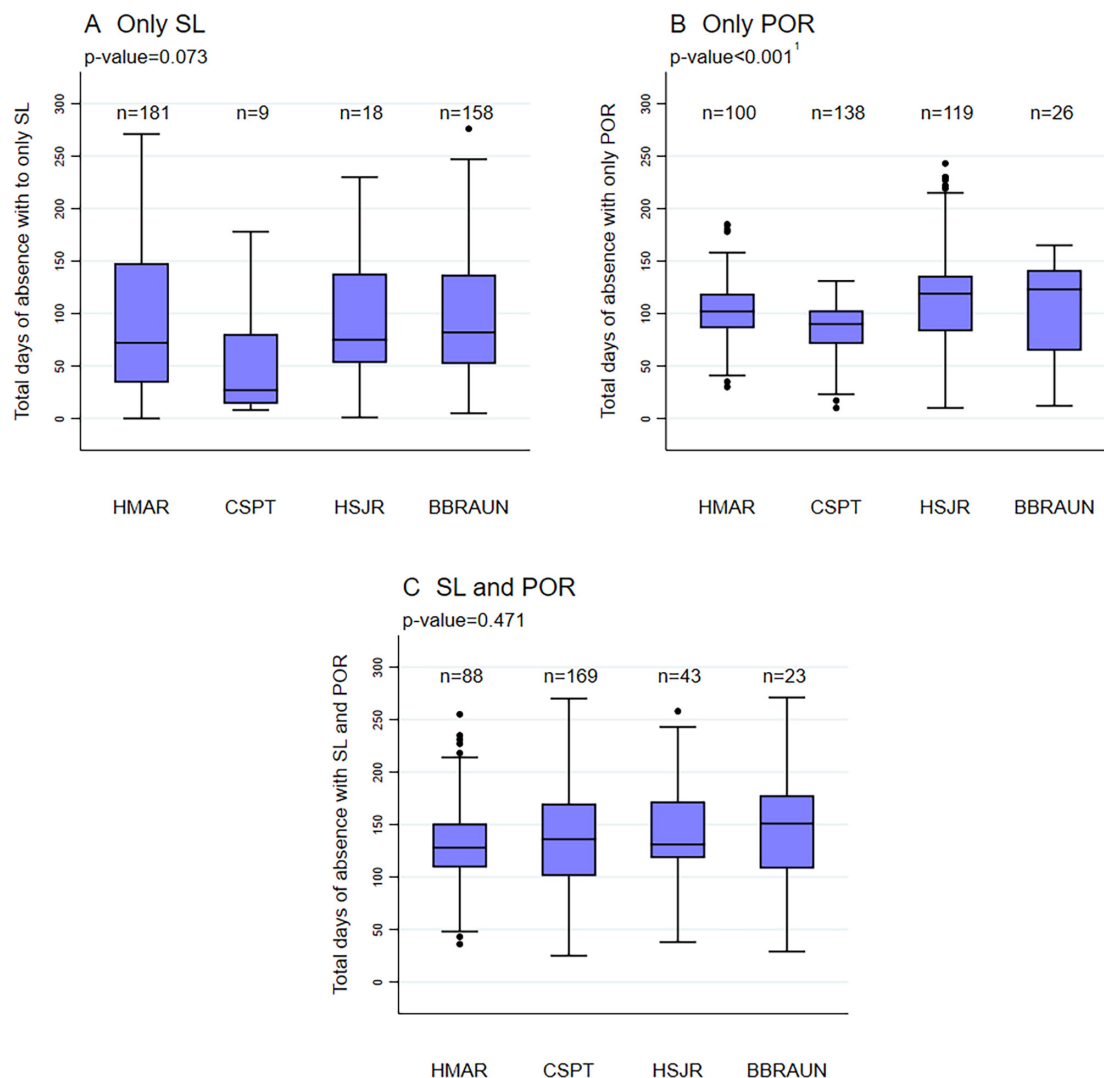 A Only SL
p-value=0.073
Total days of absence with to only SL
300
250
200
150
100
50
0
n=181 n=9 n=18 n=158
HMAR CSPT HSJR BBRAUN
B Only POR
p-value<0.001¹
Total days of absence with only POR
300
250
200
150
100
50
0
n=100 n=138 n=119 n=26
HMAR CSPT HSJR BBRAUN
C SL and POR
p-value=0.471
Total days of absence with SL and POR
300
250
200
150
100
50
0
n=88 n=169 n=43 n=23
HMAR CSPT HSJR BBRAUN